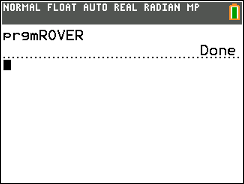 NORMAL FLOAT AUTO REAL RADIAN MP
prgmROVER
Done